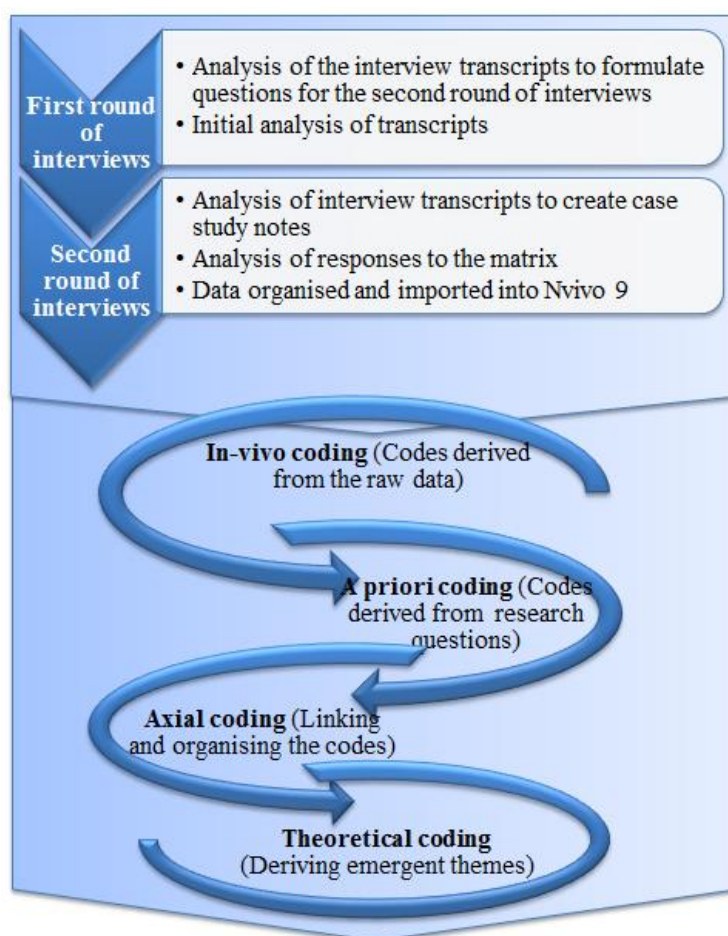 First round
of
interviews
• Analysis of the interview transcripts to formulate
questions for the second round of interviews
• Initial analysis of transcripts
Second
round of
interviews
• Analysis of interview transcripts to create case
study notes
• Analysis of responses to the matrix
• Data organised and imported into Nvivo 9
In-vivo coding (Codes derived
from the raw data)
A priori coding (Codes
derived from research
questions)
Axial coding (Linking
and organising the codes)
Theoretical coding
(Deriving emergent themes)